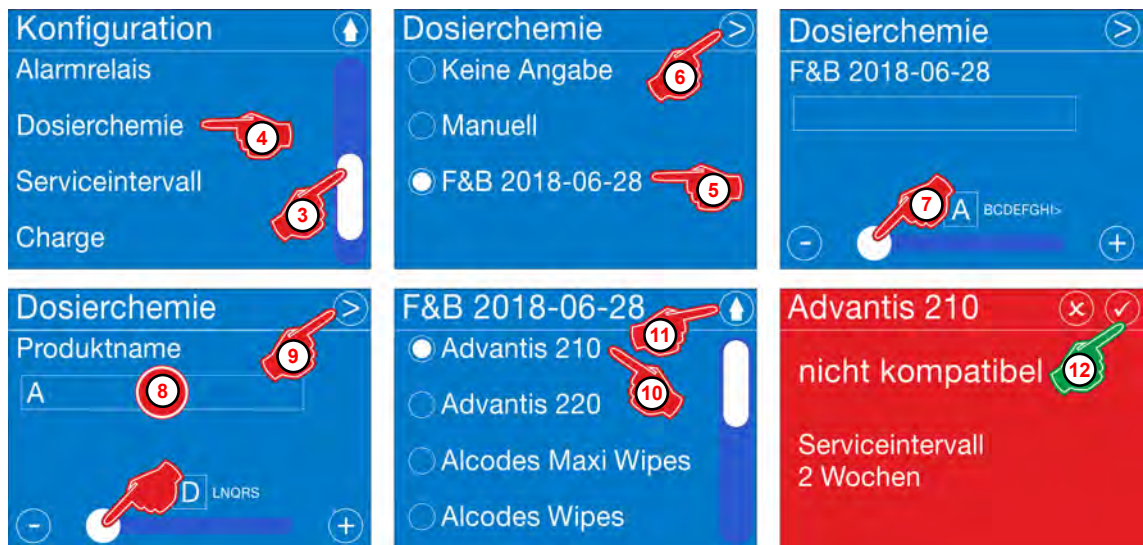 Konfiguration
Alarmrelais
Dosierchemie
4
Serviceintervall
3
Charge
Dosierchemie >
Keine Angabe
6
Manuell
F&B 2018-06-28
5
Dosierchemie >
F&B 2018-06-28
7
A BCDEFGHI>
- +
Dosierchemie >
Produktname
9
A
8
D LNQRS
- +
F&B 2018-06-28
11
Advantis 210
10
Advantis 220
Alcodes Maxi Wipes
Alcodes Wipes
Advantis 210 × ✓
nicht kompatibel
12
Serviceintervall
2 Wochen